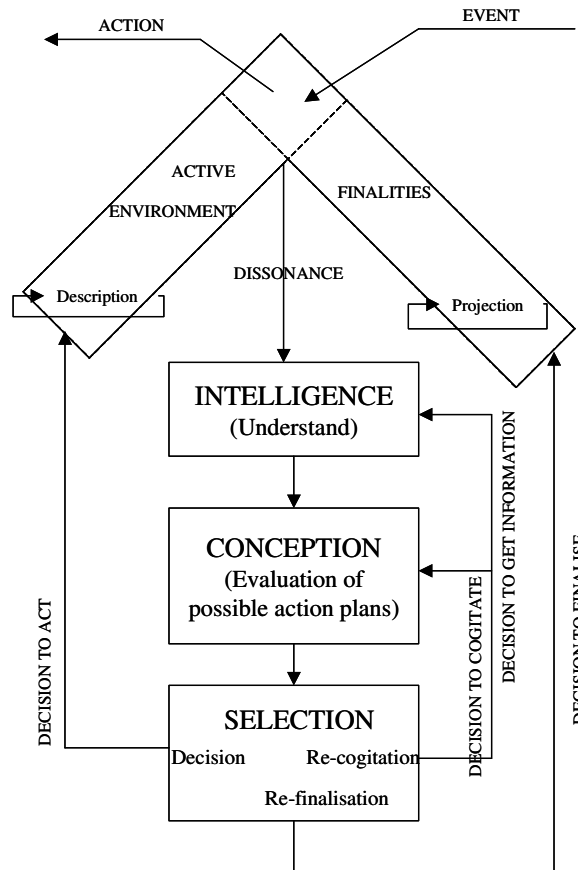 ACTION
EVENT
ACTIVE
ENVIRONMENT
FINALITIES
DISSONANCE
Description
Projection
INTELLIGENCE
(Understand)
CONCEPTION
(Evaluation of
possible action plans)
SELECTION
Decision
Re-cogitation
Re-finalisation
DECISION TO ACT
DECISION TO COGITATE
DECISION TO GET INFORMATION
DECISION TO FINALISE